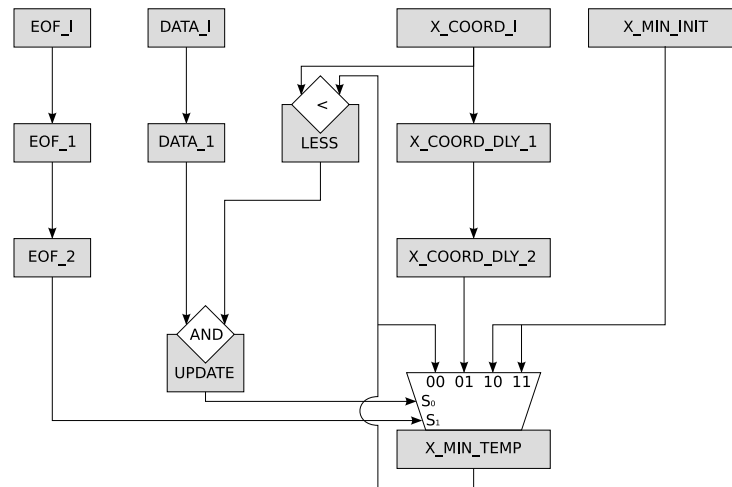 EOF_I
DATA_I
X_COORD_I
X_MIN_INIT
<
LESS
EOF_1
DATA_1
X_COORD_DLY_1
EOF_2
X_COORD_DLY_2
AND
UPDATE
00 01 10 11
S₀
S₁
X_MIN_TEMP